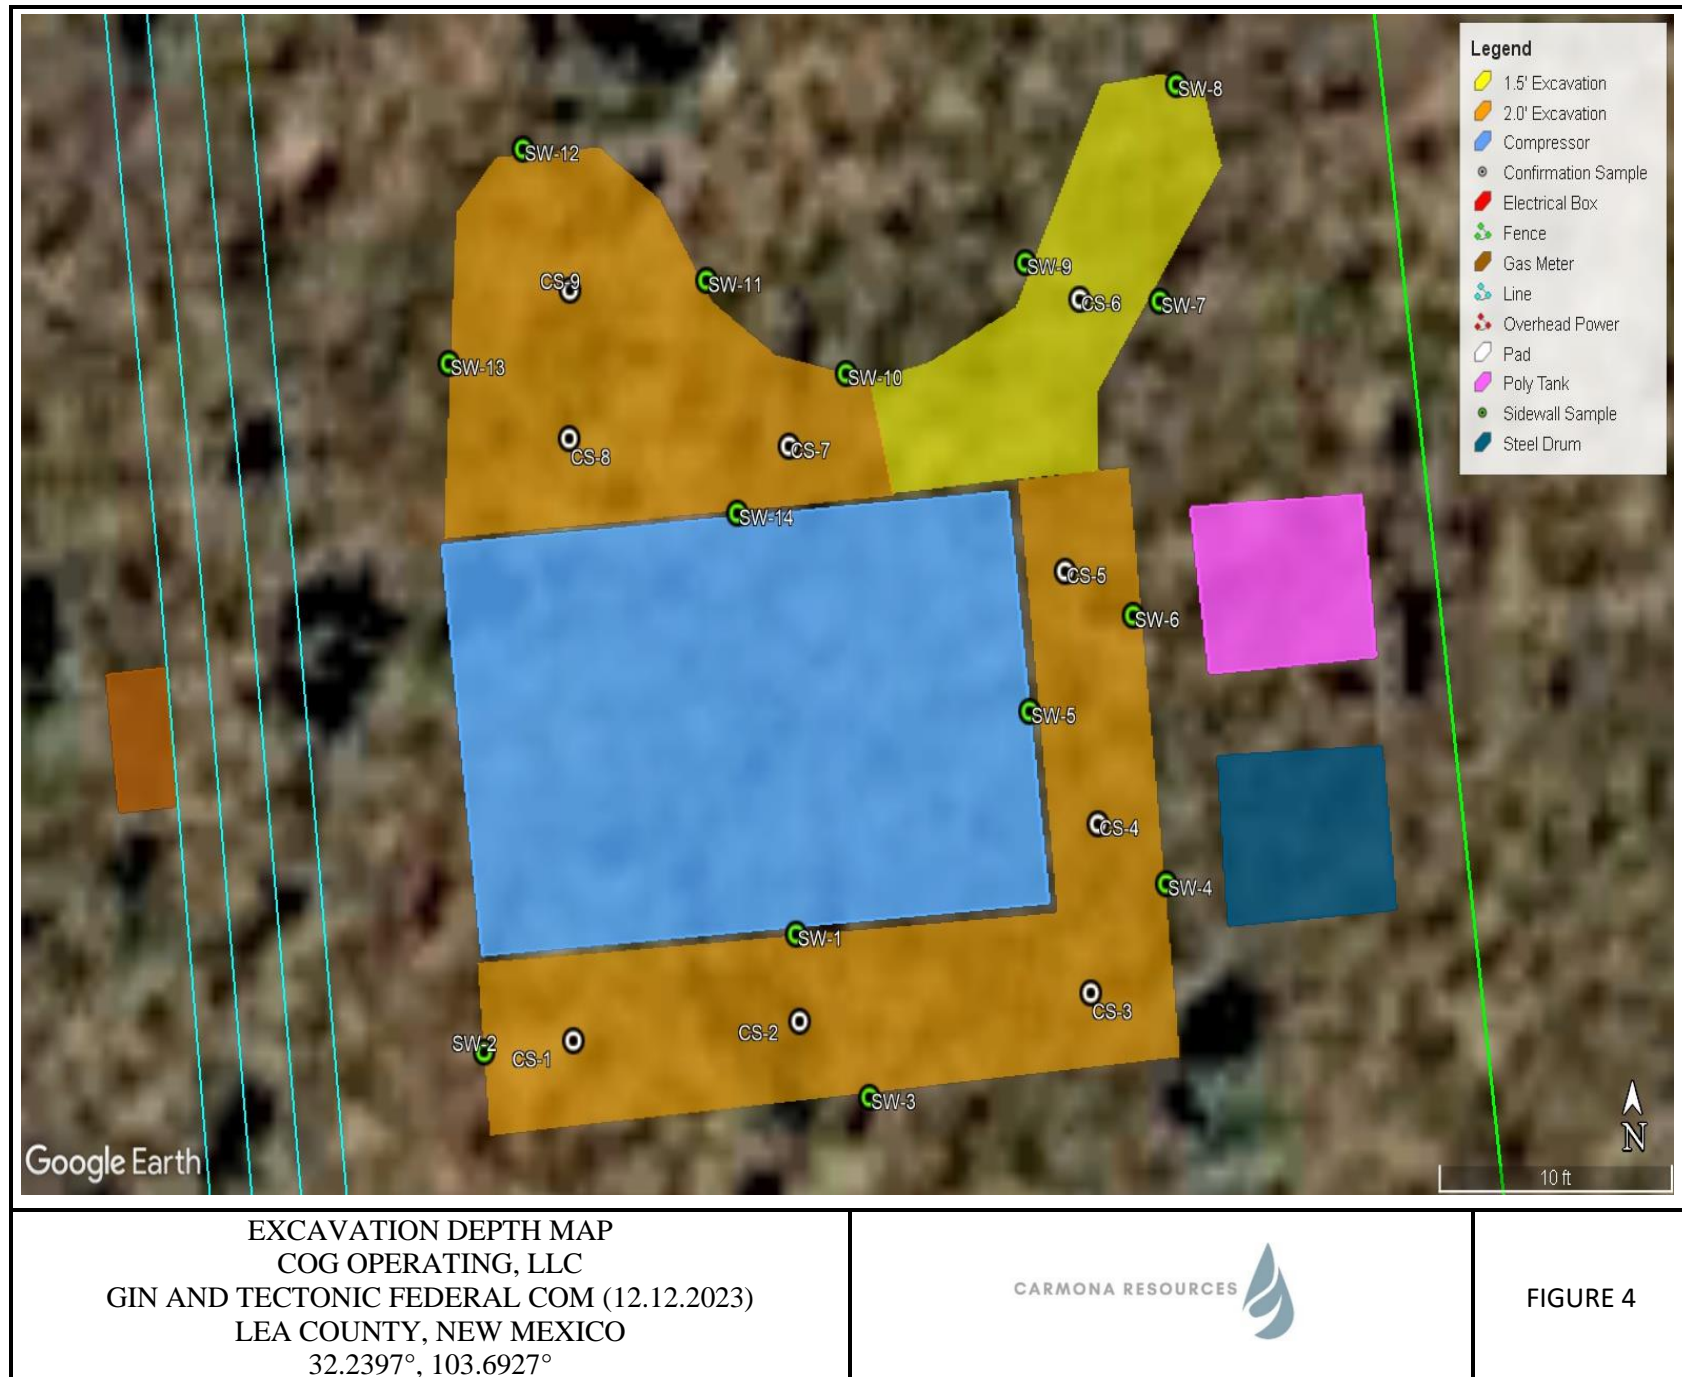 Legend
1.5' Excavation
2.0' Excavation
Compressor
Confirmation Sample
Electrical Box
Fence
Gas Meter
Line
Overhead Power
Pad
Poly Tank
Sidewall Sample
Steel Drum
SW-8
SW-12
SW-9
CS-9
SW-11
CS-6
SW-7
SW-13
SW-10
CS-8
CS-7
SW-14
CS-5
SW-6
SW-5
CS-4
SW-4
SW-1
CS-3
CS-2
SW-2
CS-1
SW-3
N
Google Earth
10 ft
EXCAVATION DEPTH MAP
COG OPERATING, LLC
GIN AND TECTONIC FEDERAL COM (12.12.2023)
LEA COUNTY, NEW MEXICO
32.2397°, 103.6927°
CARMONA RESOURCES
FIGURE 4